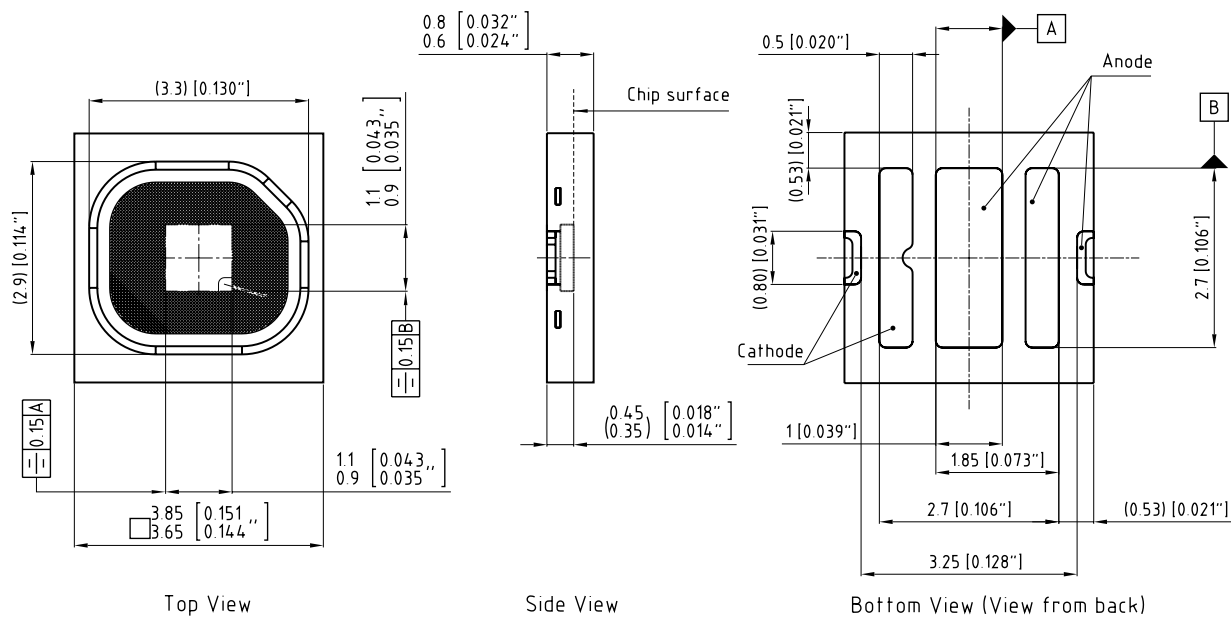 (3.3) [0.130"]
1.1 [0.043
0.9 0.035"]
(2.9) [0.114"]
0.15 B
0.15 A
1.1 [0.043
0.9 0.035"]
3.85 [0.151
3.65 0.144"]
Top View
0.8 [0.032"]
0.6 [0.024"]
Chip surface
0.45 [0.018"]
(0.35) [0.014"]
Side View
0.5 [0.020"]
A
Anode
B
(0.53) [0.021"]
(0.80) [0.031"]
2.7 [0.106"]
Cathode
1 [0.039"]
1.85 [0.073"]
2.7 [0.106"]
(0.53) [0.021"]
3.25 [0.128"]
Bottom View (View from back)